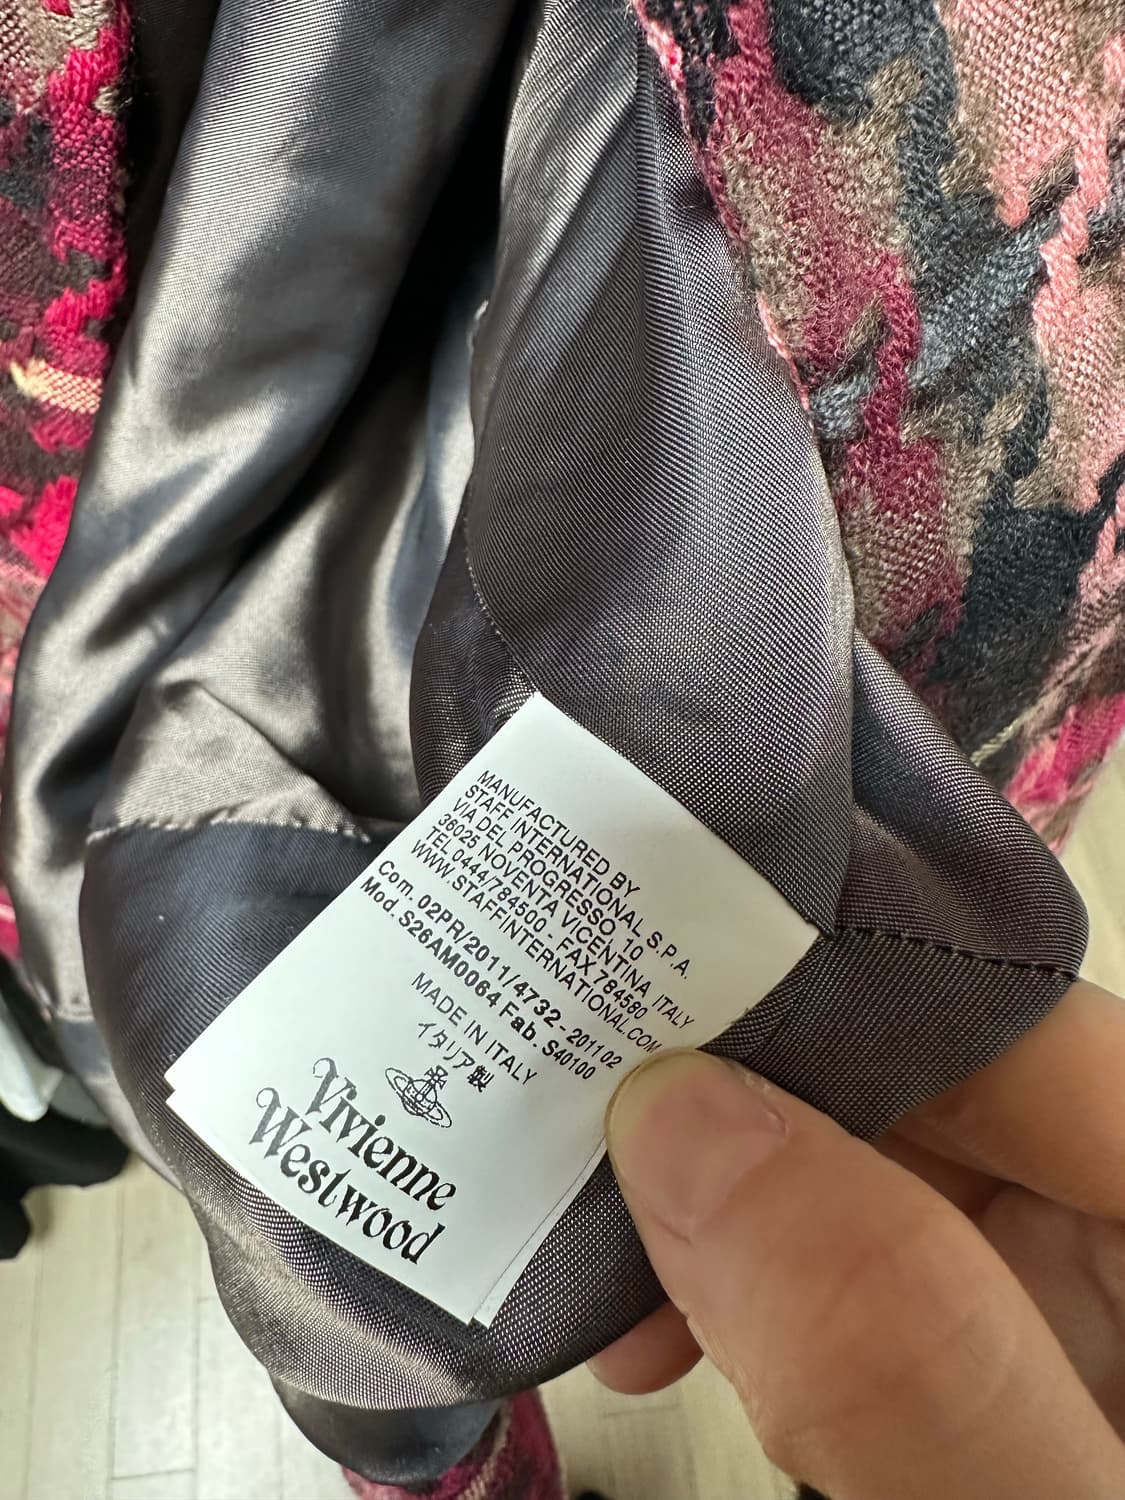 MANUFACTURED BY
STAFF INTERNATIONAL S.P.A.
VIA DEL PROGRESSO, 10
36025 NOVENTA VICENTINA, ITALY
TEL.0444/784500 - FAX 784580
WWW.STAFFINTERNATIONAL.COM
Com. 02PR/2011/4732 - 2011 02
Mod. S26AM0064 Fab. S40100
MADE IN ITALY
イタリア製
Vivienne
Westwood